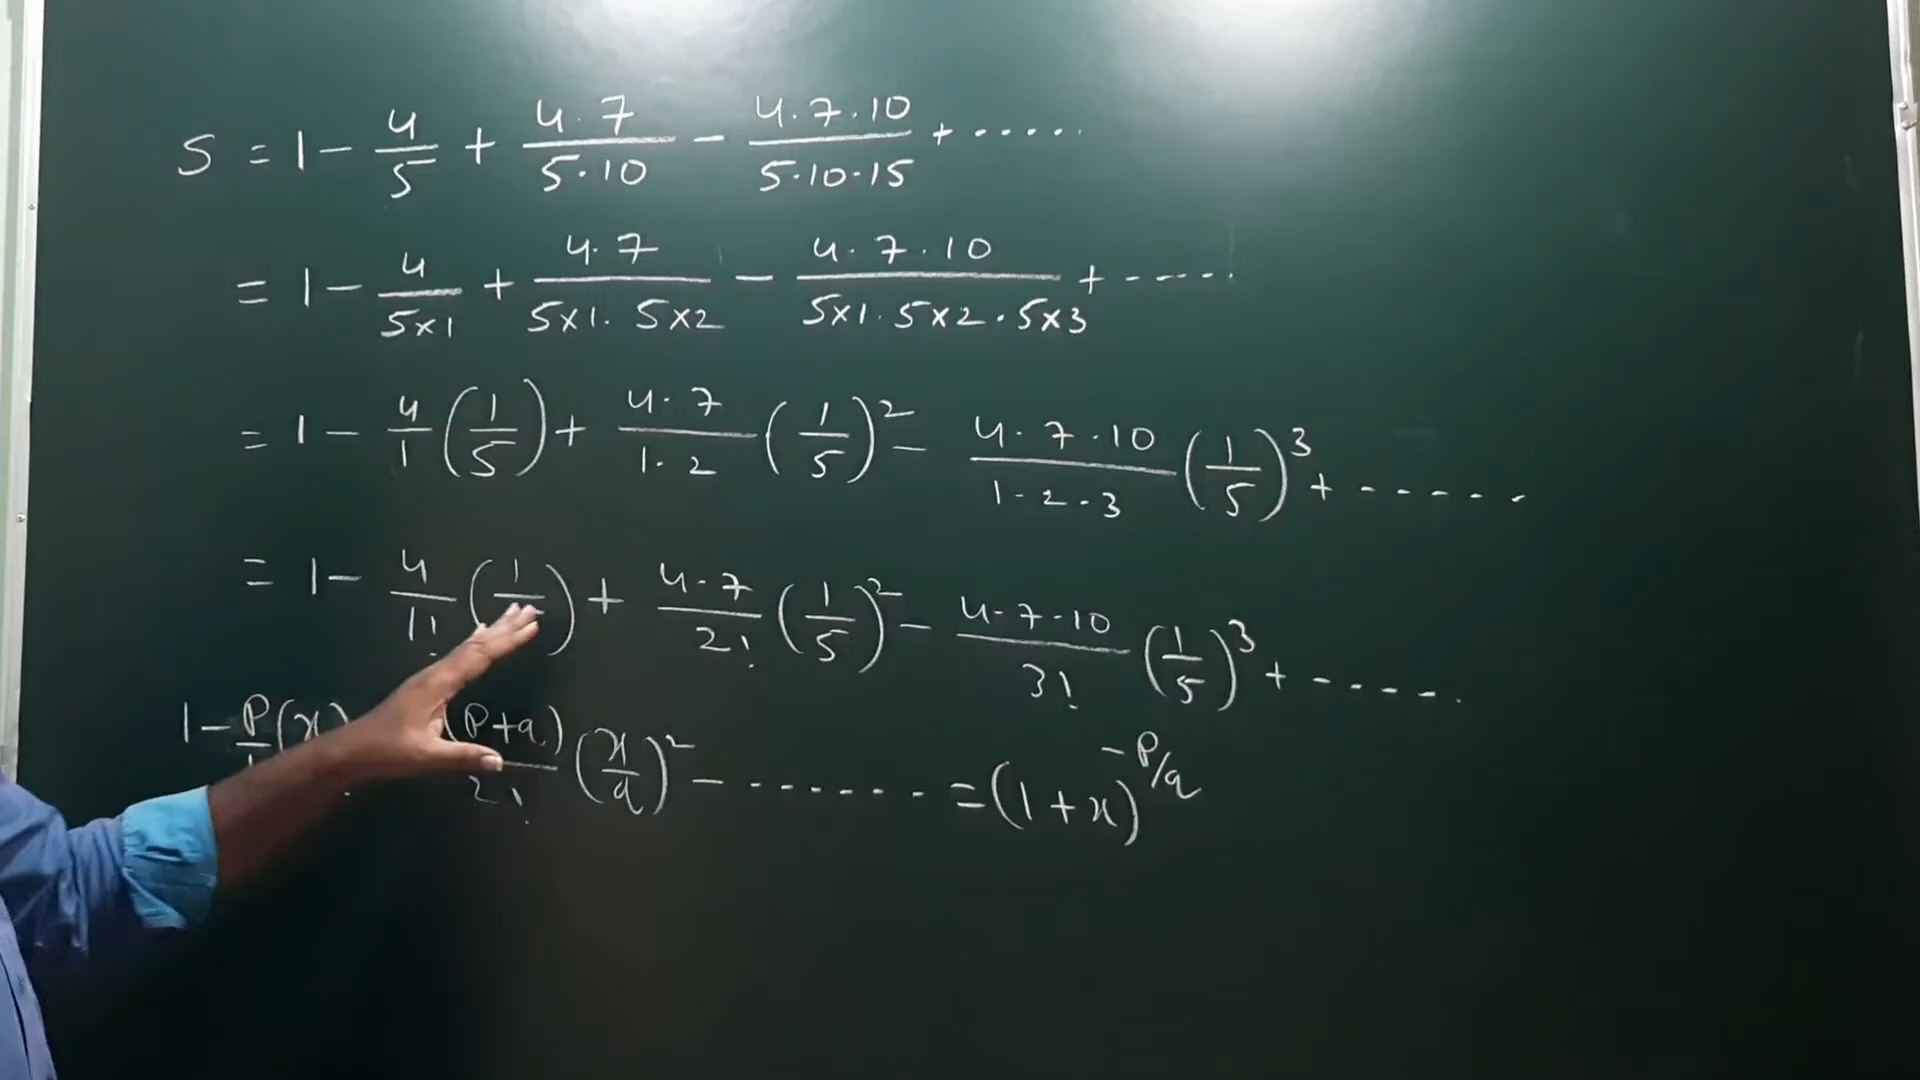 S = 1 - 4/5 + 4·7/5·10 - 4·7·10/5·10·15 + .....
= 1 - 4/5×1 + 4·7/5×1·5×2 - 4·7·10/5×1·5×2·5×3 + -----
= 1 - 4/1 (1/5) + 4·7/1·2 (1/5)² - 4·7·10/1·2·3 (1/5)³ + -----
= 1 - 4/1! (1/ ) + 4·7/2! (1/5)² - 4·7·10/3! (1/5)³ + -----
1 - P/1 (x) (P+q)/2! (x/q)² - ------- = (1+x)^(-P/q)